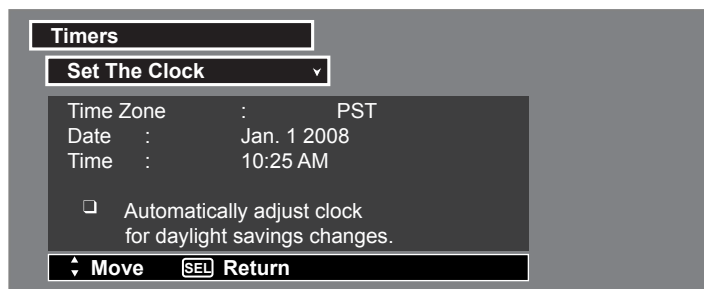 Timers
Set The Clock
Time Zone : PST
Date : Jan. 1 2008
Time : 10:25 AM
Automatically adjust clock
for daylight savings changes.
Move SEL Return